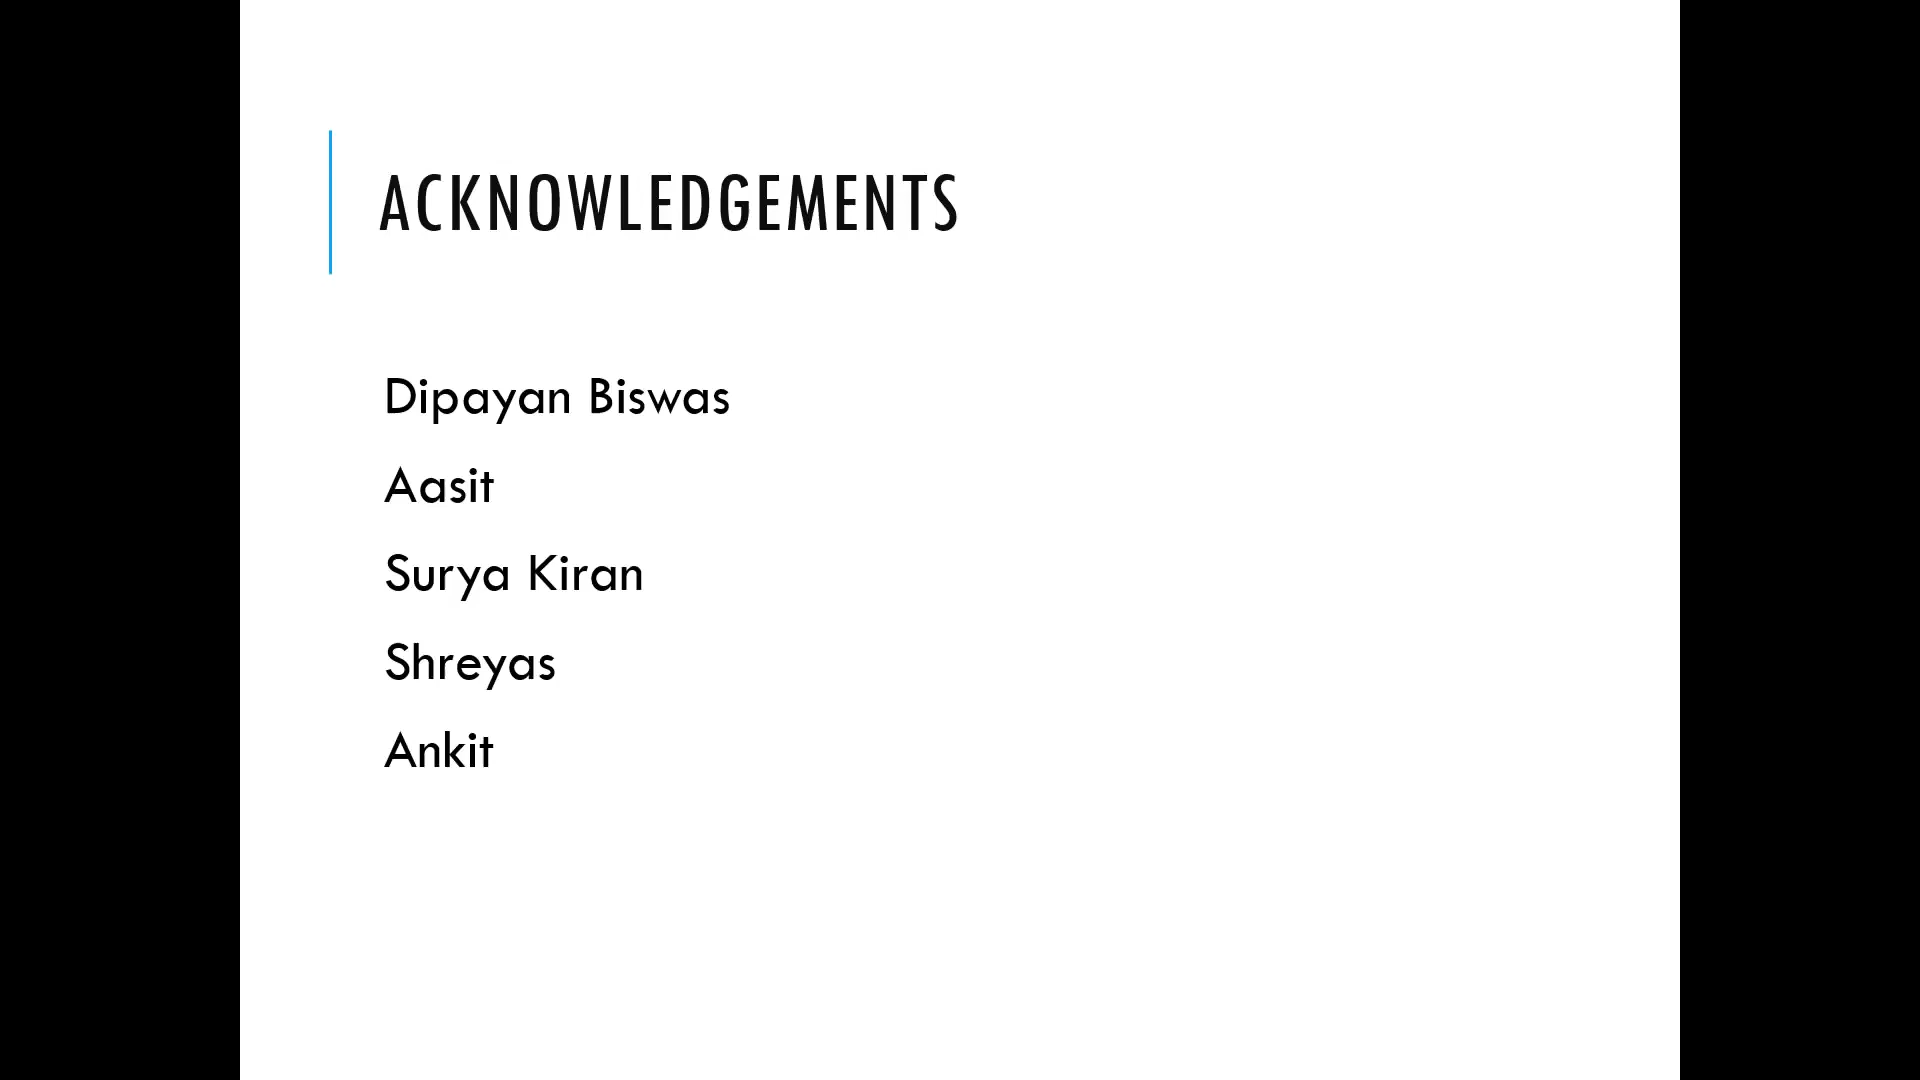 ACKNOWLEDGEMENTS
Dipayan Biswas
Aasit
Surya Kiran
Shreyas
Ankit